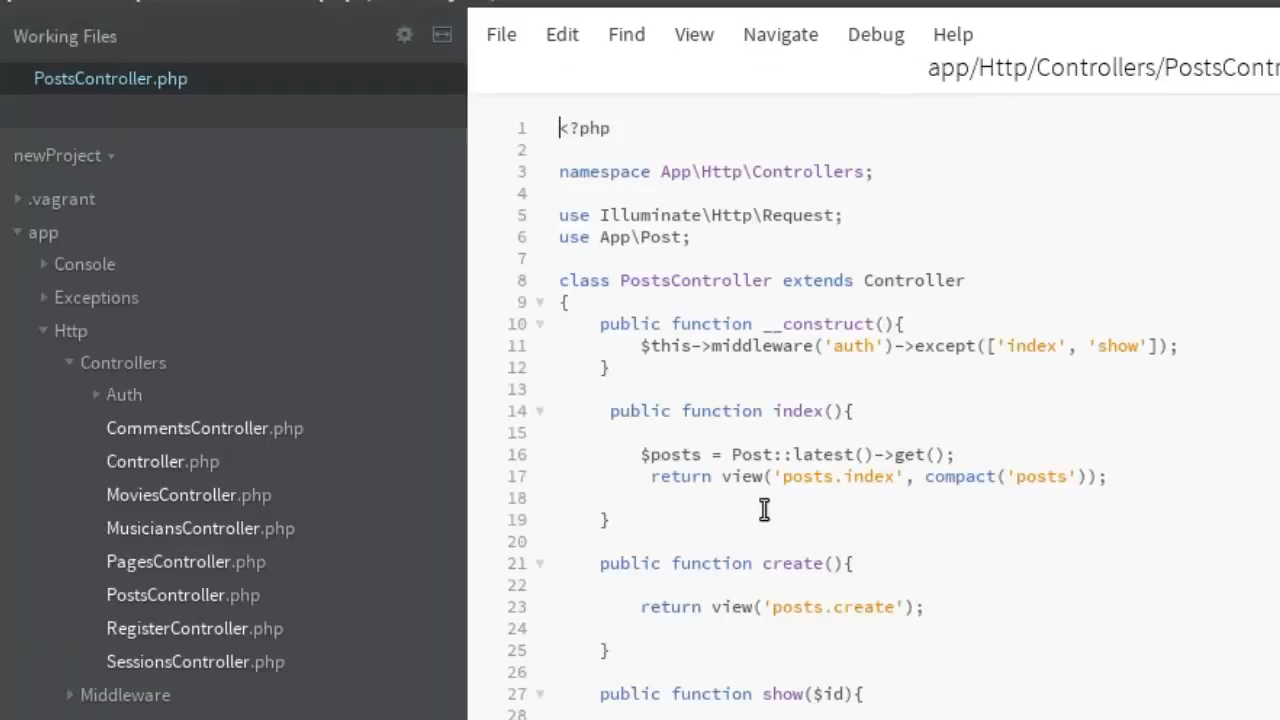 Working Files
PostsController.php
newProject
.vagrant
app
Console
Exceptions
Http
Controllers
Auth
CommentsController.php
Controller.php
MoviesController.php
MusiciansController.php
PagesController.php
PostsController.php
RegisterController.php
SessionsController.php
Middleware
File Edit Find View Navigate Debug Help
app/Http/Controllers/PostsContr
1 <?php
2
3 namespace App\Http\Controllers;
4
5 use Illuminate\Http\Request;
6 use App\Post;
7
8 class PostsController extends Controller
9 {
10 public function __construct(){
11 $this->middleware('auth')->except(['index', 'show']);
12 }
13
14 public function index(){
15
16 $posts = Post::latest()->get();
17 return view('posts.index', compact('posts'));
18
19 }
20
21 public function create(){
22
23 return view('posts.create');
24
25 }
26
27 public function show($id){
28